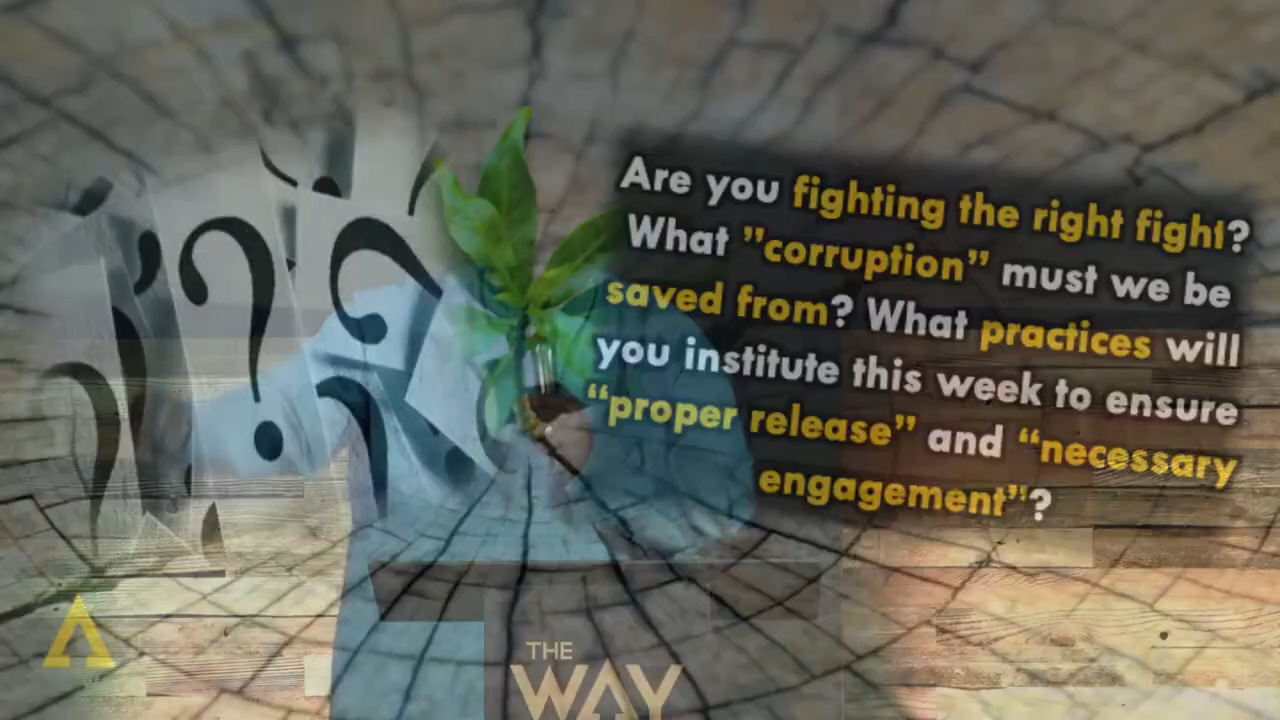 Are you fighting the right fight?
What ”corruption” must we be
saved from? What practices will
you institute this week to ensure
“proper release” and “necessary
engagement”?
THE
WAY